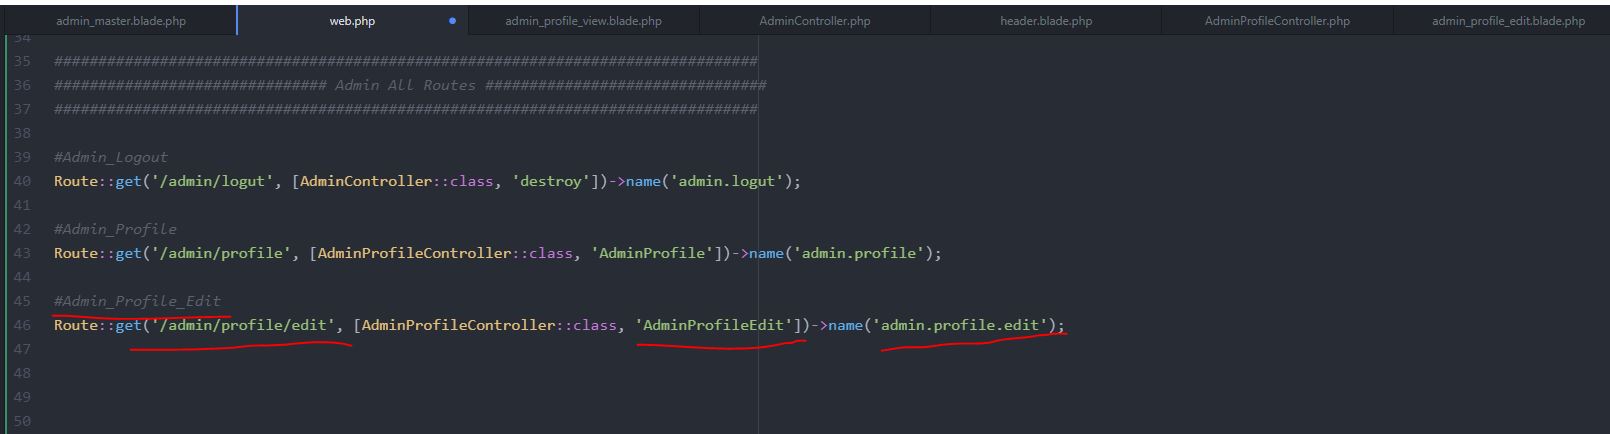 admin_master.blade.php web.php admin_profile_view.blade.php AdminController.php header.blade.php AdminProfileController.php admin_profile_edit.blade.php
34
35 ################################################################################
36 ############################### Admin All Routes ################################
37 ################################################################################
38
39 #Admin_Logout
40 Route::get('/admin/logut', [AdminController::class, 'destroy'])->name('admin.logut');
41
42 #Admin_Profile
43 Route::get('/admin/profile', [AdminProfileController::class, 'AdminProfile'])->name('admin.profile');
44
45 #Admin_Profile_Edit
46 Route::get('/admin/profile/edit', [AdminProfileController::class, 'AdminProfileEdit'])->name('admin.profile.edit');
47
48
49
50